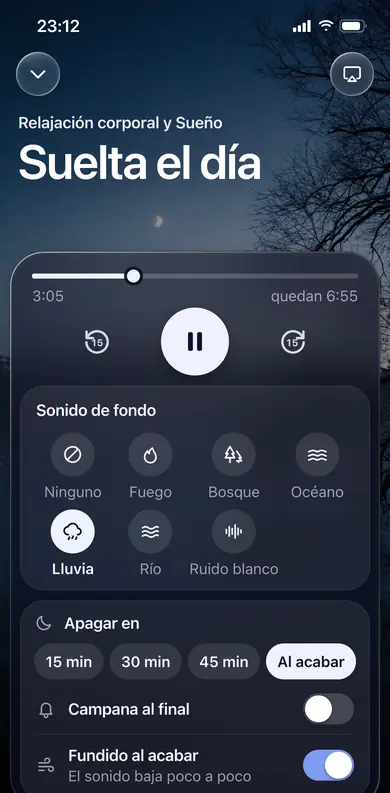 23:12
Relajación corporal y Sueño
Suelta el día
3:05
quedan 6:55
15
15
Sonido de fondo
Ninguno
Fuego
Bosque
Océano
Lluvia
Río
Ruido blanco
Apagar en
15 min
30 min
45 min
Al acabar
Campana al final
Fundido al acabar
El sonido baja poco a poco